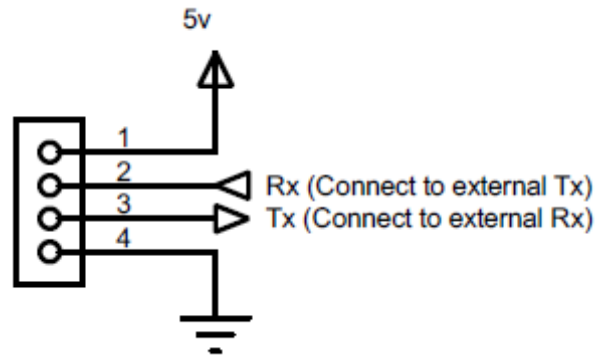 5v
1
2
Rx (Connect to external Tx)
3
Tx (Connect to external Rx)
4